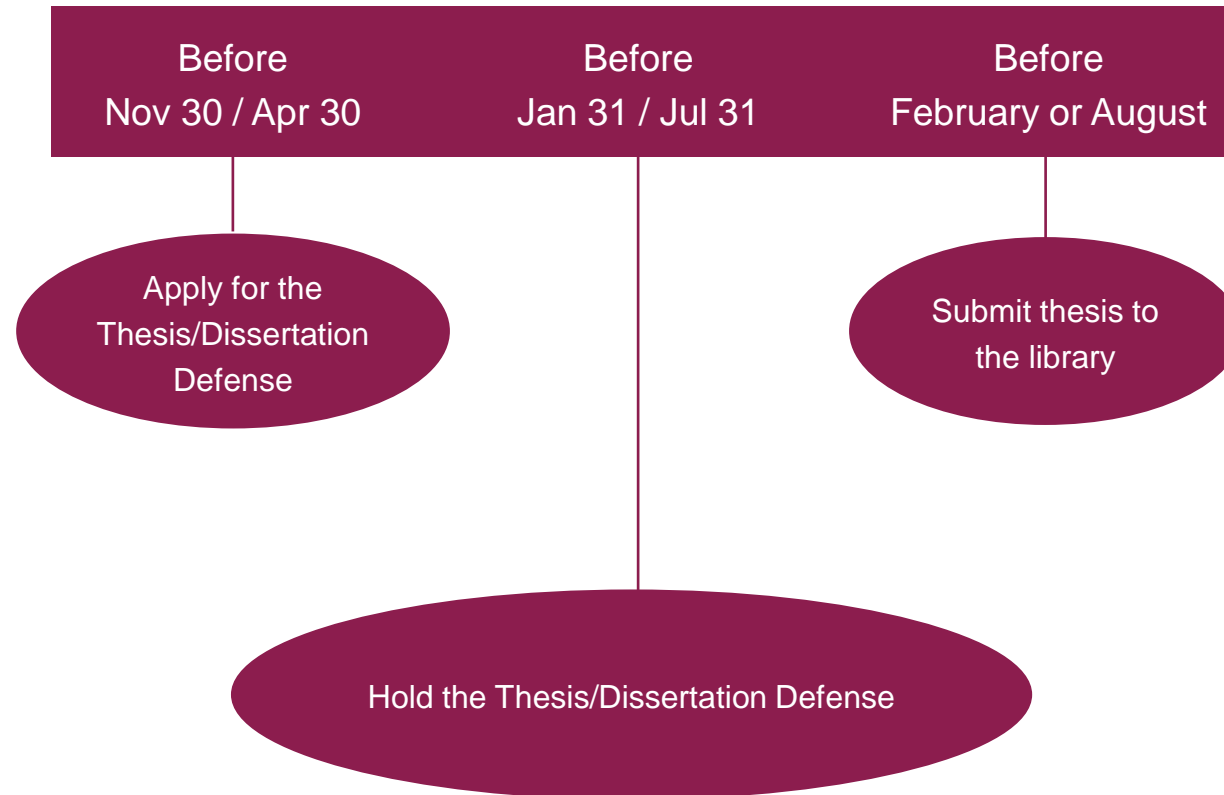 Before
Nov 30 / Apr 30
Before
Jan 31 / Jul 31
Before
February or August
Apply for the
Thesis/Dissertation
Defense
Submit thesis to
the library
Hold the Thesis/Dissertation Defense